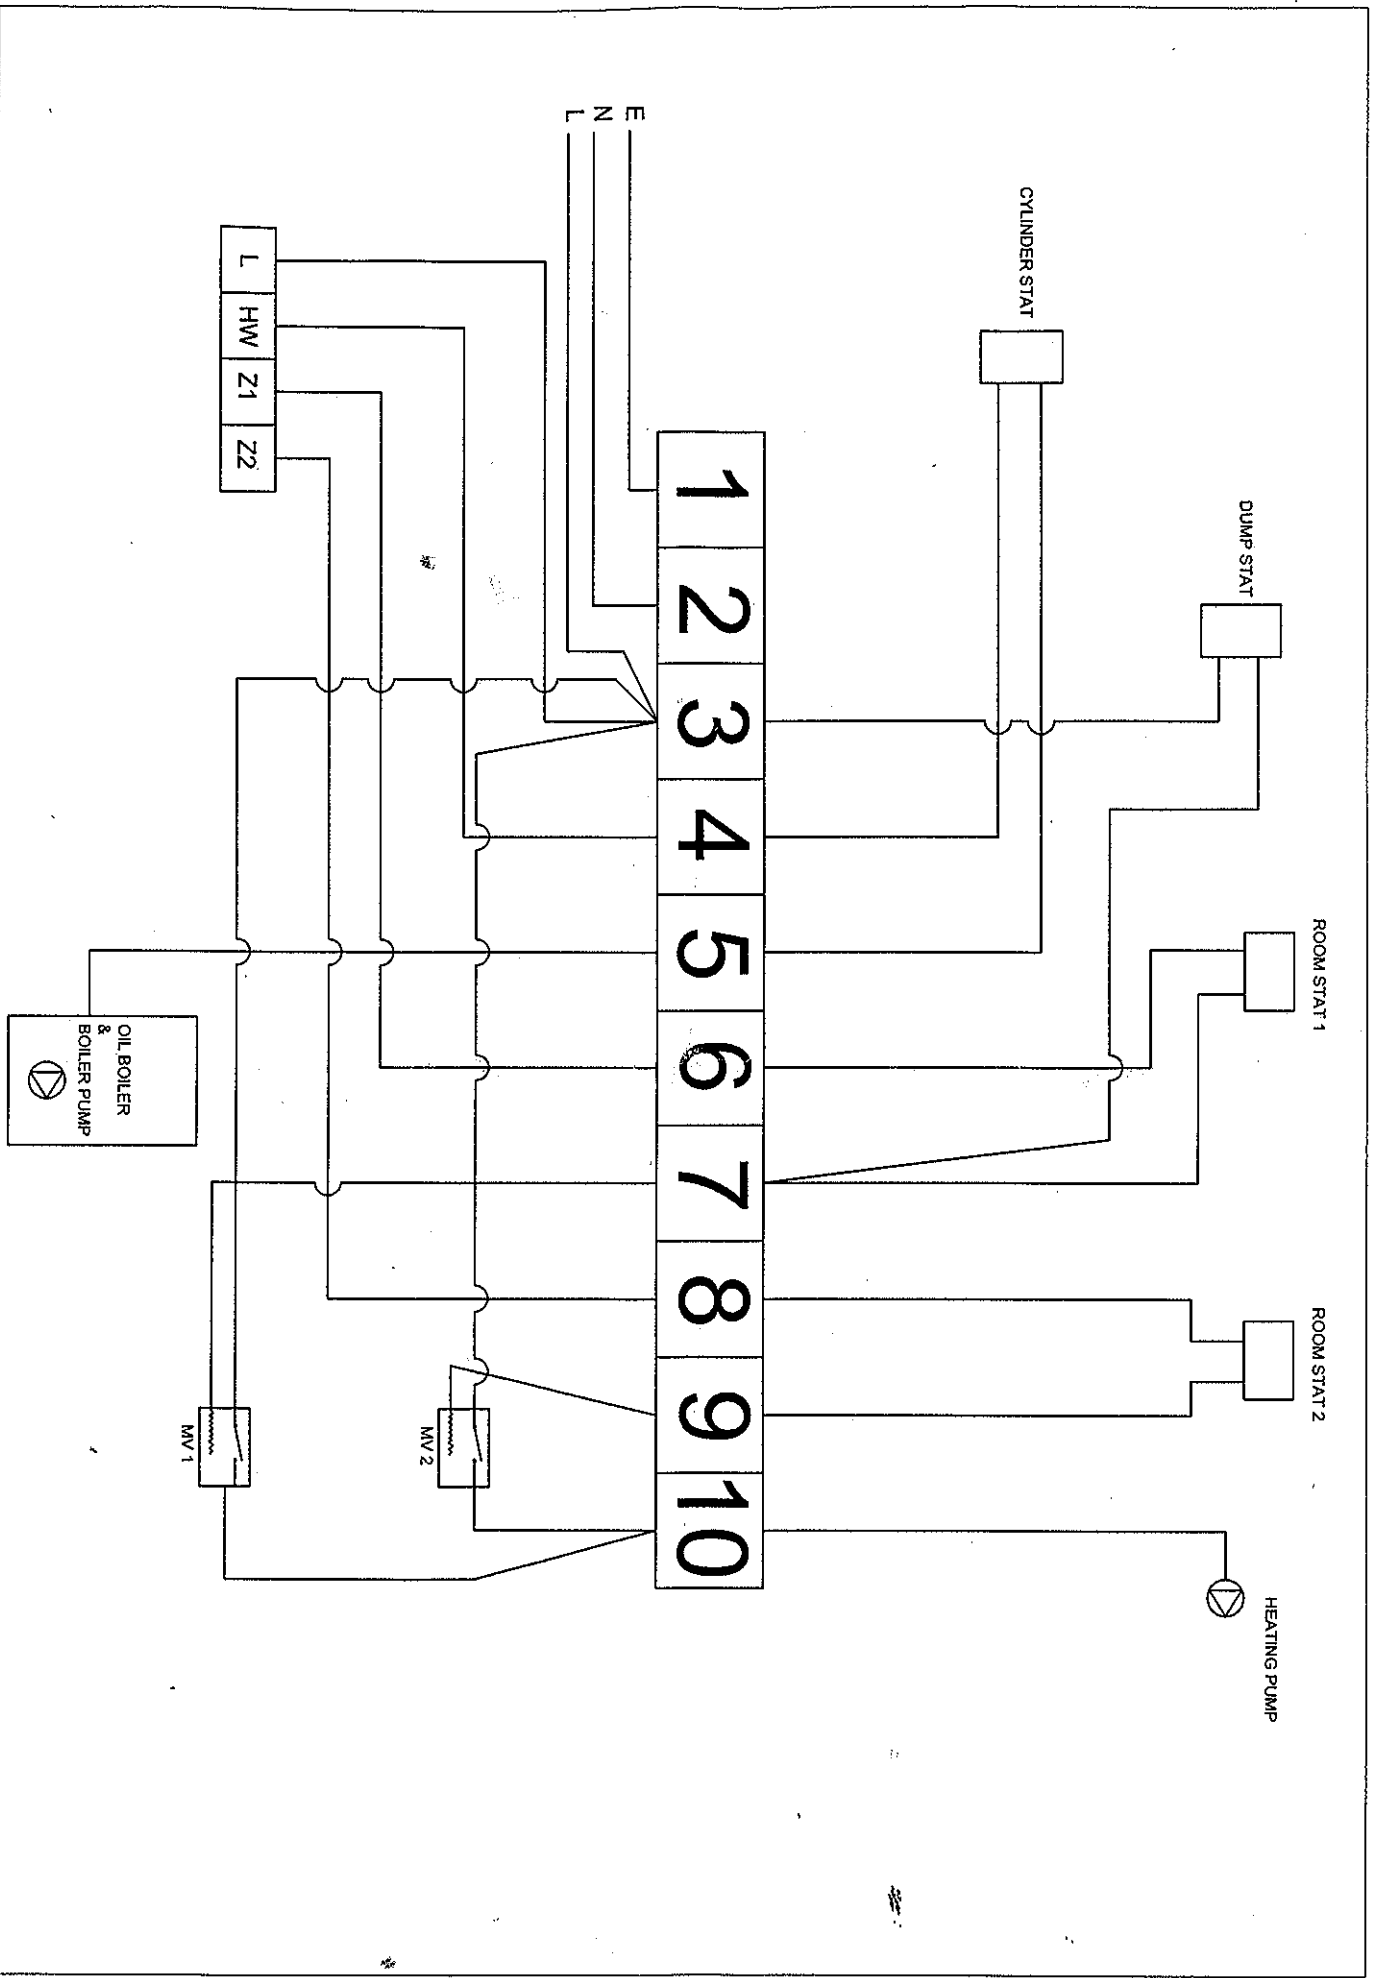 HEATING PUMP
ROOM STAT 1
ROOM STAT 2
DUMP STAT
CYLINDER STAT
E
N
L
1 2 3 4 5 6 7 8 9 10
L HW Z1 Z2
MV 2
MV 1
OIL BOILER
&
BOILER PUMP